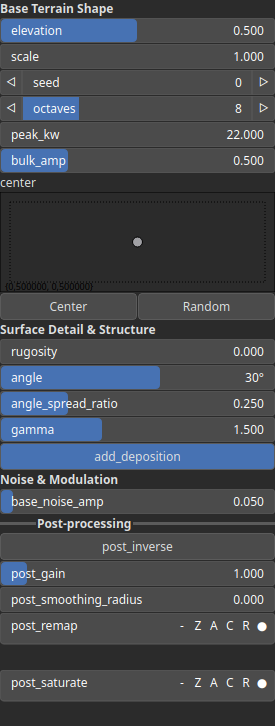 Base Terrain Shape
elevation 0.500
scale 1.000
seed 0
octaves 8
peak_kw 22.000
bulk_amp 0.500
center
(0.500000, 0.500000)
Center Random
Surface Detail & Structure
rugosity 0.000
angle 30°
angle_spread_ratio 0.250
gamma 1.500
add_deposition
Noise & Modulation
base_noise_amp 0.050
Post-processing
post_inverse
post_gain 1.000
post_smoothing_radius 0.000
post_remap - Z A C R
post_saturate - Z A C R